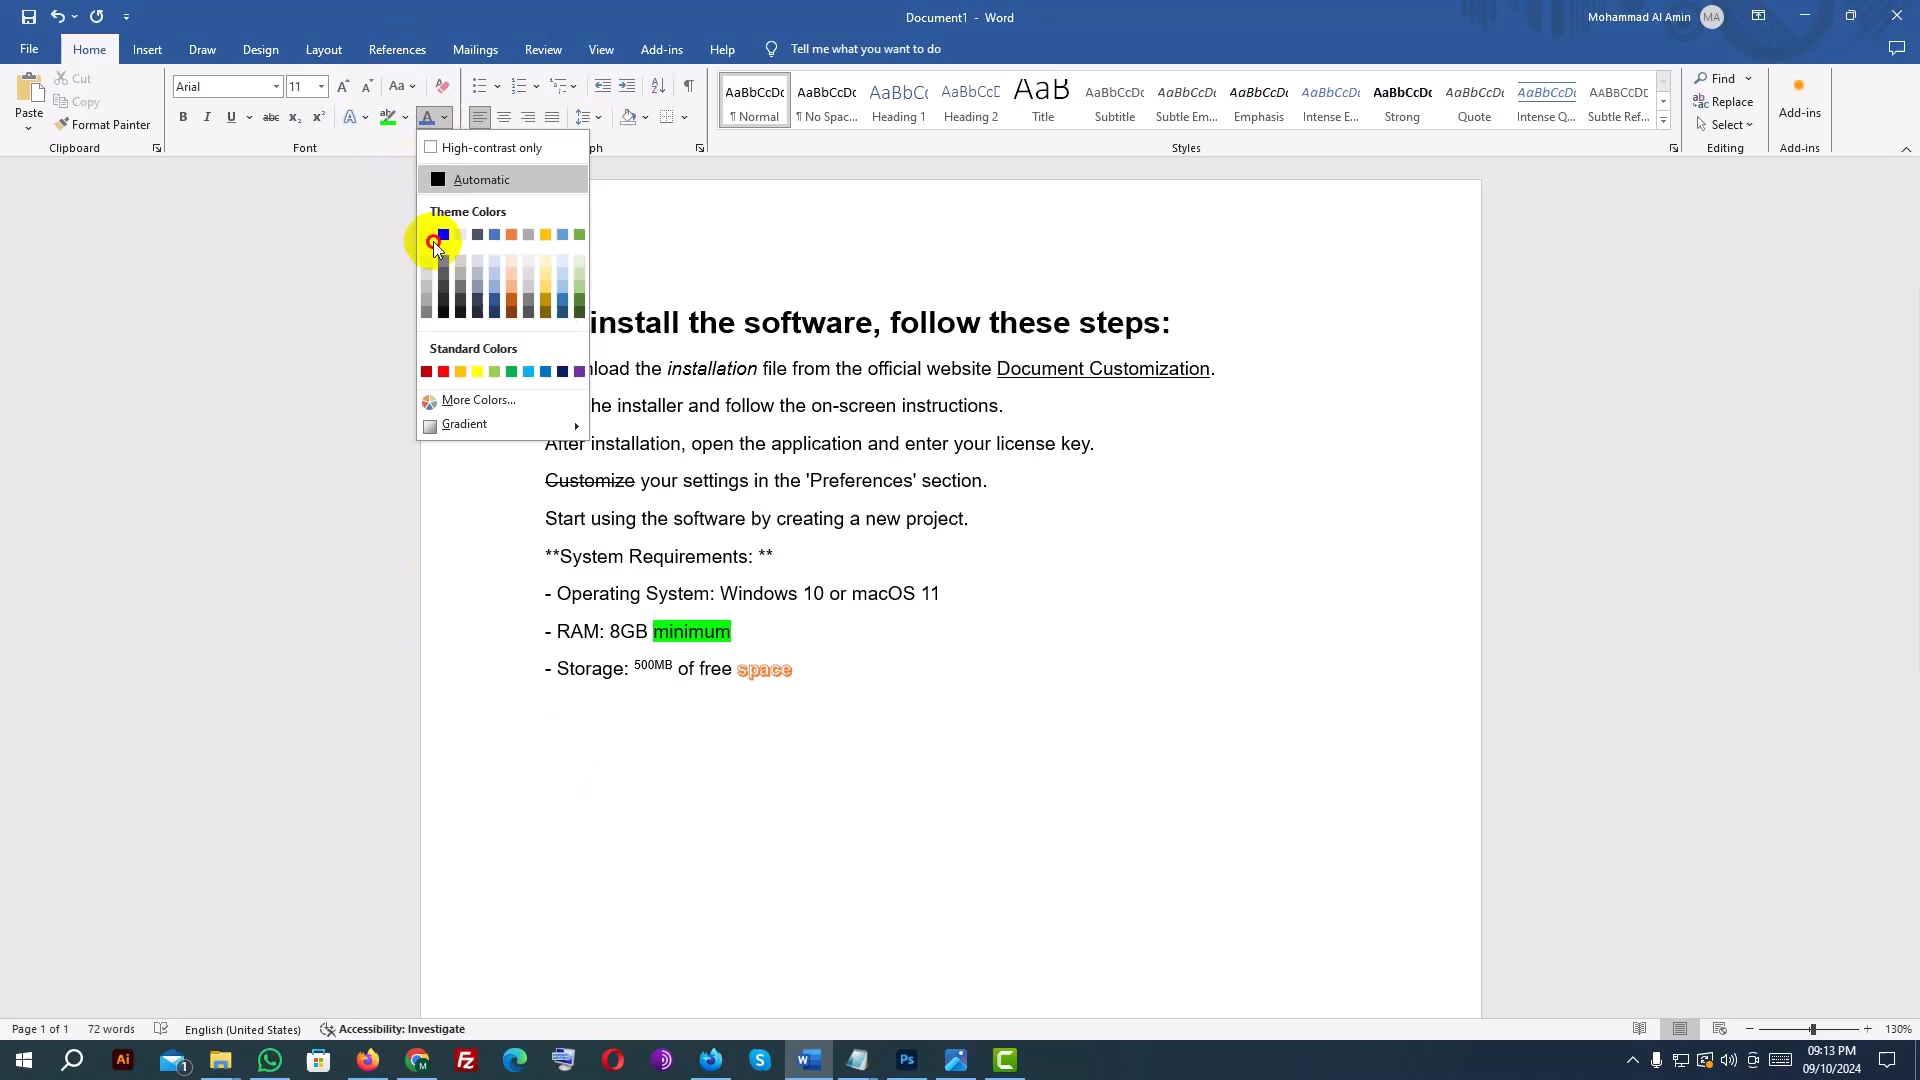 Document1 - Word
Mohammad Al Amin MA
File Home Insert Draw Design Layout References Mailings Review View Add-ins Help Tell me what you want to do
Paste
Cut
Copy
Format Painter
Clipboard
Arial 11
Font
AaBbCcDc
¶ Normal
AaBbCcDc
¶ No Spac...
AaBbCc
Heading 1
AaBbCcD
Heading 2
AaB
Title
AaBbCcDc
Subtitle
AaBbCcDc
Subtle Em...
AaBbCcDc
Emphasis
AaBbCcDc
Intense E...
AaBbCcDc
Strong
AaBbCcDc
Quote
AaBbCcDc
Intense Q...
AaBbCcDc
Subtle Ref...
Styles
Find
Replace
Select
Editing
Add-ins
Add-ins
High-contrast only
Automatic
Theme Colors
Standard Colors
More Colors...
Gradient
install the software, follow these steps:
load the installation file from the official website Document Customization.
he installer and follow the on-screen instructions.
After installation, open the application and enter your license key.
Customize your settings in the 'Preferences' section.
Start using the software by creating a new project.
**System Requirements: **
- Operating System: Windows 10 or macOS 11
- RAM: 8GB minimum
- Storage: 500MB of free space
Page 1 of 1 72 words English (United States) Accessibility: Investigate 130%
09:13 PM
09/10/2024